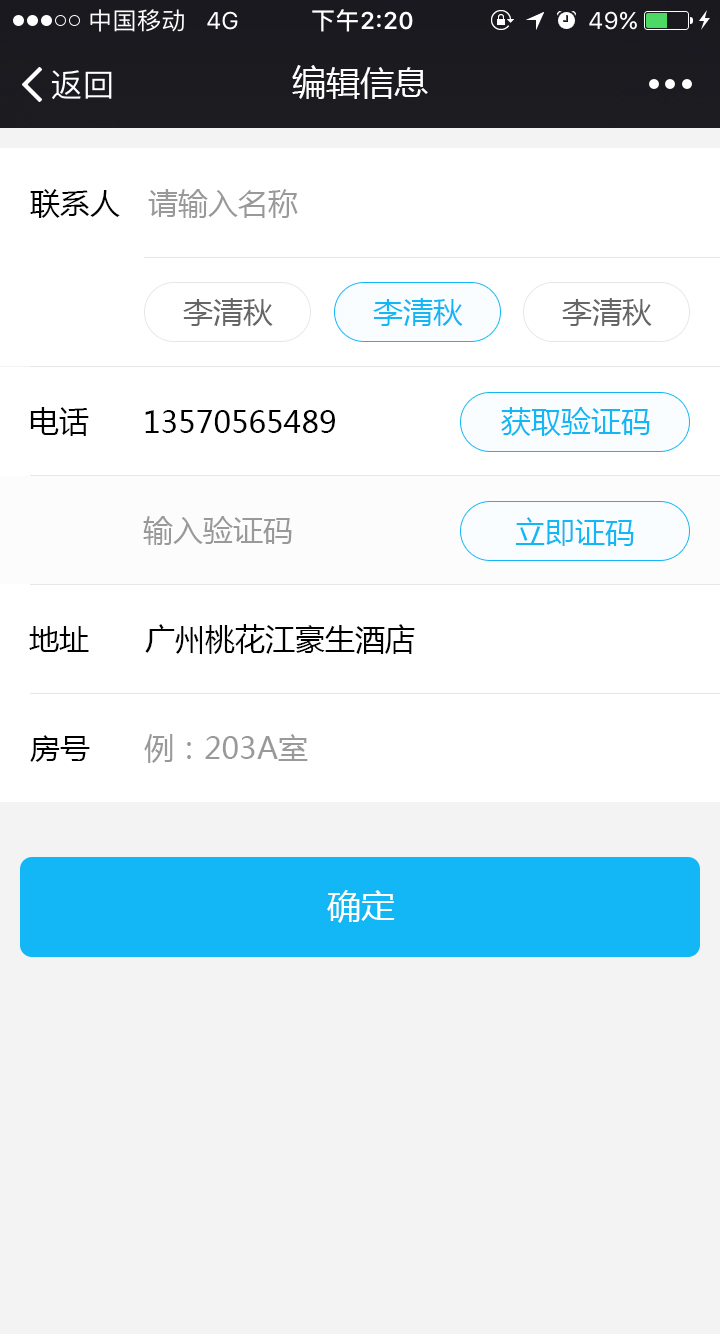 中国移动 4G 下午2:20 49%
返回 编辑信息
联系人 请输入名称
李清秋 李清秋 李清秋
电话 13570565489 获取验证码
输入验证码 立即证码
地址 广州桃花江豪生酒店
房号 例：203A室
确定